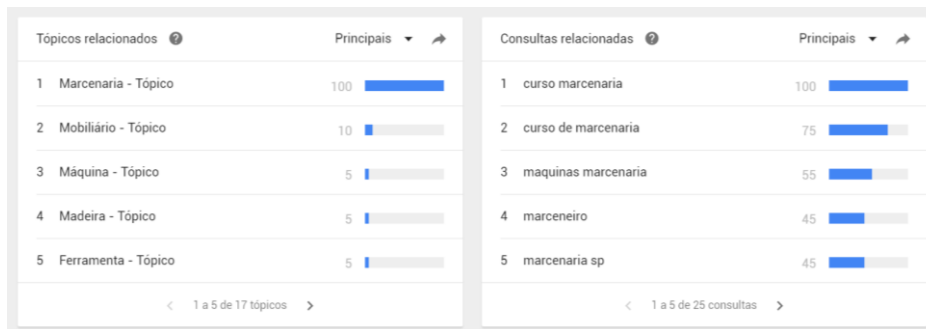 Tópicos relacionados ? Principais
1 Marcenaria - Tópico 100
2 Mobiliário - Tópico 10
3 Máquina - Tópico 5
4 Madeira - Tópico 5
5 Ferramenta - Tópico 5
1 a 5 de 17 tópicos
Consultas relacionadas ? Principais
1 curso marcenaria 100
2 curso de marcenaria 75
3 maquinas marcenaria 55
4 marceneiro 45
5 marcenaria sp 45
1 a 5 de 25 consultas